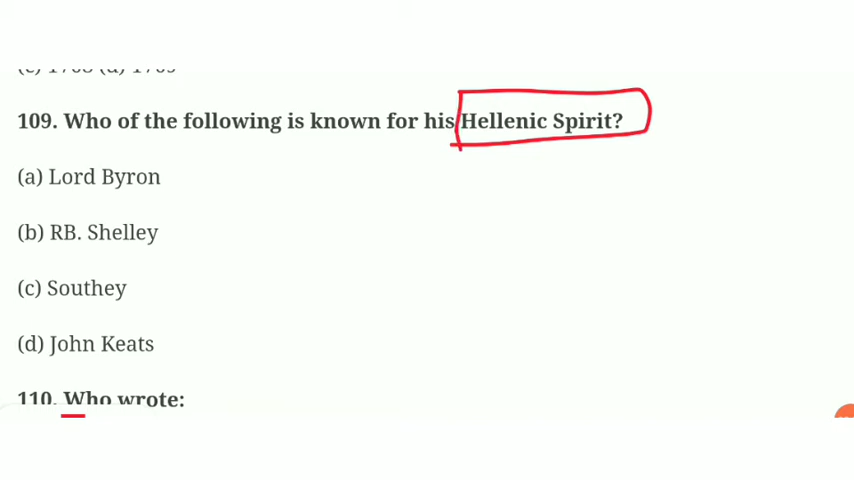 109. Who of the following is known for his Hellenic Spirit?
(a) Lord Byron
(b) RB. Shelley
(c) Southey
(d) John Keats
110. Who wrote: